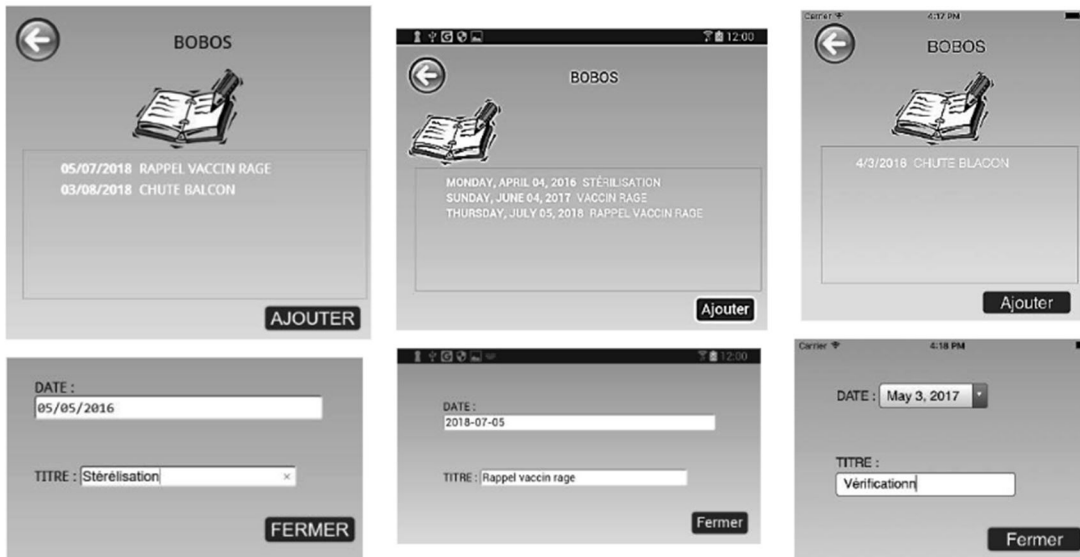 BOBOS
05/07/2018 RAPPEL VACCIN RAGE
03/08/2018 CHUTE BALCON
AJOUTER
12:00
BOBOS
MONDAY, APRIL 04, 2016 STÉRILISATION
SUNDAY, JUNE 04, 2017 VACCIN RAGE
THURSDAY, JULY 05, 2018 RAPPEL VACCIN RAGE
Ajouter
Carrier 4:17 PM
BOBOS
4/3/2018 CHUTE BLACON
Ajouter
DATE :
05/05/2016
TITRE : Stérélisation
FERMER
12:00
DATE :
2018-07-05
TITRE : Rappel vaccin rage
Fermer
Carrier 4:18 PM
DATE : May 3, 2017
TITRE :
Vérificationn
Fermer